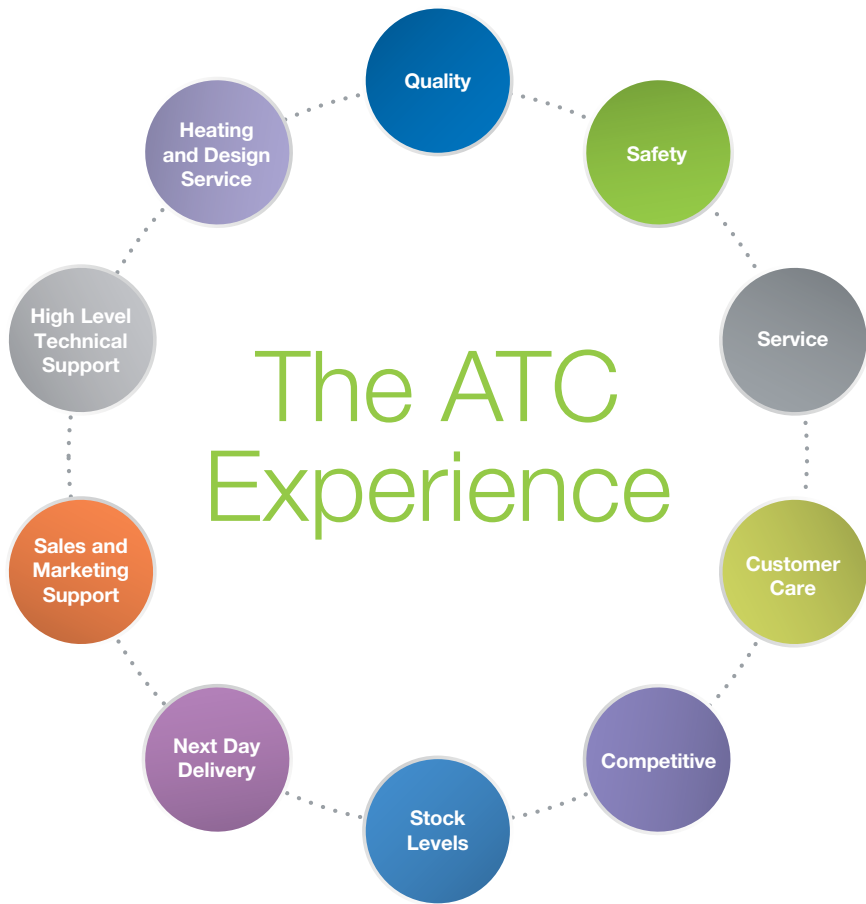 Quality
Safety
Service
Customer
Care
Competitive
Stock
Levels
Next Day
Delivery
Sales and
Marketing
Support
High Level
Technical
Support
Heating
and Design
Service
The ATC
Experience